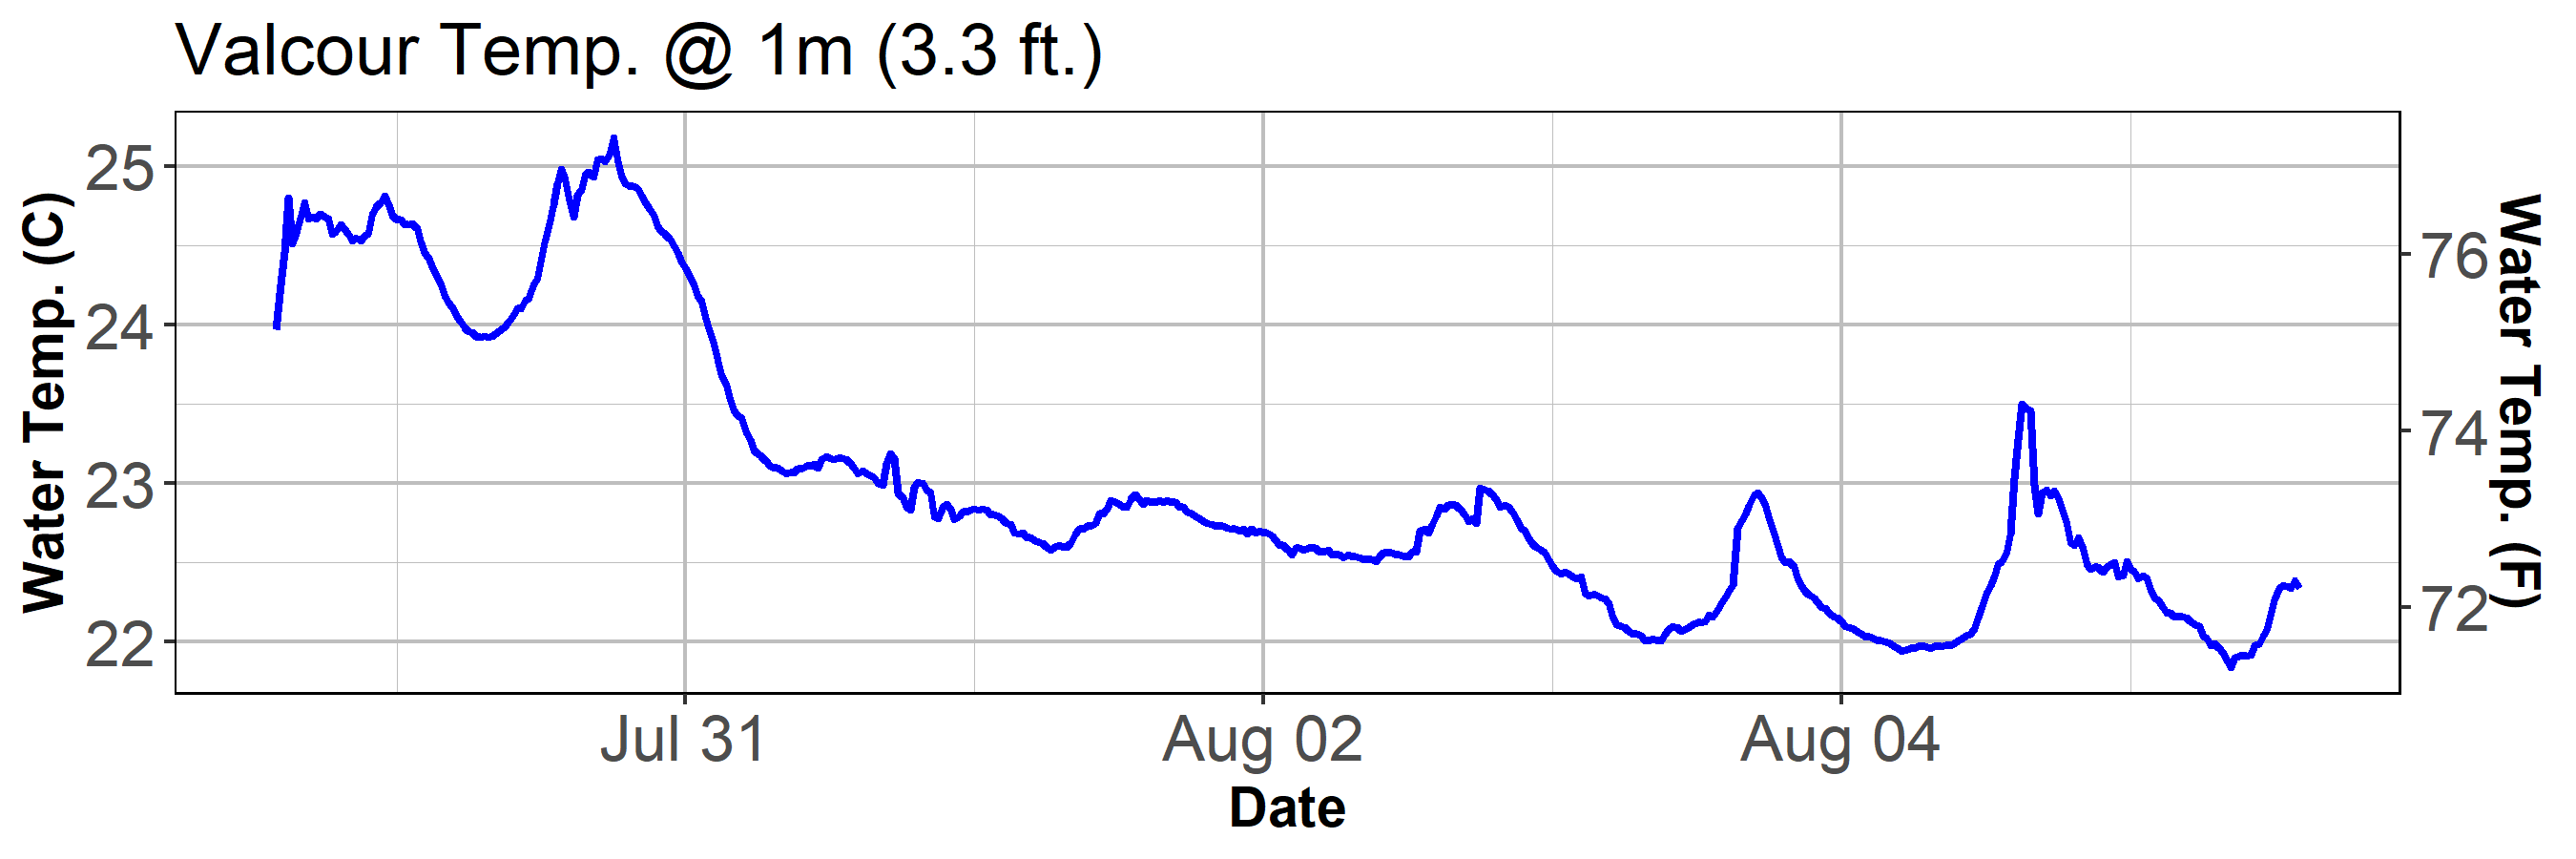 Valcour Temp. @ 1m (3.3 ft.)
Water Temp. (C)
25
24
23
22
76
74
72
Water Temp. (F)
Jul 31
Aug 02
Aug 04
Date